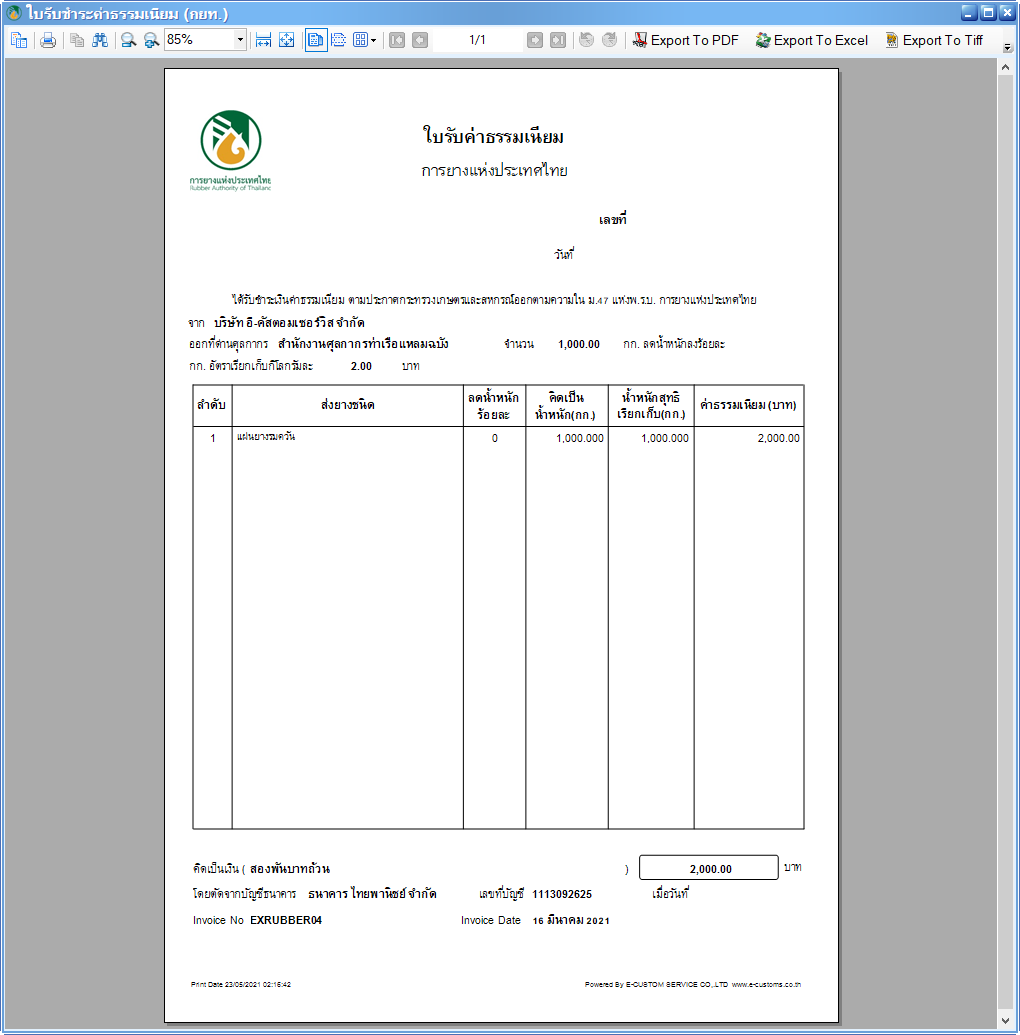 ใบรับชำระค่าธรรมเนียม (กยท.)
85% 1/1 Export To PDF Export To Excel Export To Tiff
การยางแห่งประเทศไทย
Rubber Authority of Thailand
ใบรับค่าธรรมเนียม
การยางแห่งประเทศไทย
เลขที่
วันที่
ได้รับชำระเงินค่าธรรมเนียม ตามประกาศกระทรวงเกษตรและสหกรณ์ออกตามความใน ม.47 แห่งพ.ร.บ. การยางแห่งประเทศไทย
จาก บริษัท อี-คัสตอมเซอร์วิส จำกัด
ออกที่ด่านศุลกากร สำนักงานศุลกากรท่าเรือแหลมฉบัง จำนวน 1,000.00 กก. ลดน้ำหนักลงร้อยละ
กก. อัตราเรียกเก็บกิโลกรัมละ 2.00 บาท
ลำดับ ส่งยางชนิด ลดน้ำหนักร้อยละ คิดเป็นน้ำหนัก(กก.) น้ำหนักสุทธิเรียกเก็บ(กก.) ค่าธรรมเนียม (บาท)
1 แผ่นยางรมควัน 0 1,000.000 1,000.000 2,000.00
คิดเป็นเงิน ( สองพันบาทถ้วน ) 2,000.00 บาท
โดยตัดจากบัญชีธนาคาร ธนาคาร ไทยพานิชย์ จำกัด เลขที่บัญชี 1113092625 เมื่อวันที่
Invoice No EXRUBBER04 Invoice Date 16 มีนาคม 2021
Print Date 23/05/2021 02:16:42 Powered By E-CUSTOM SERVICE CO,.LTD www.e-customs.co.th